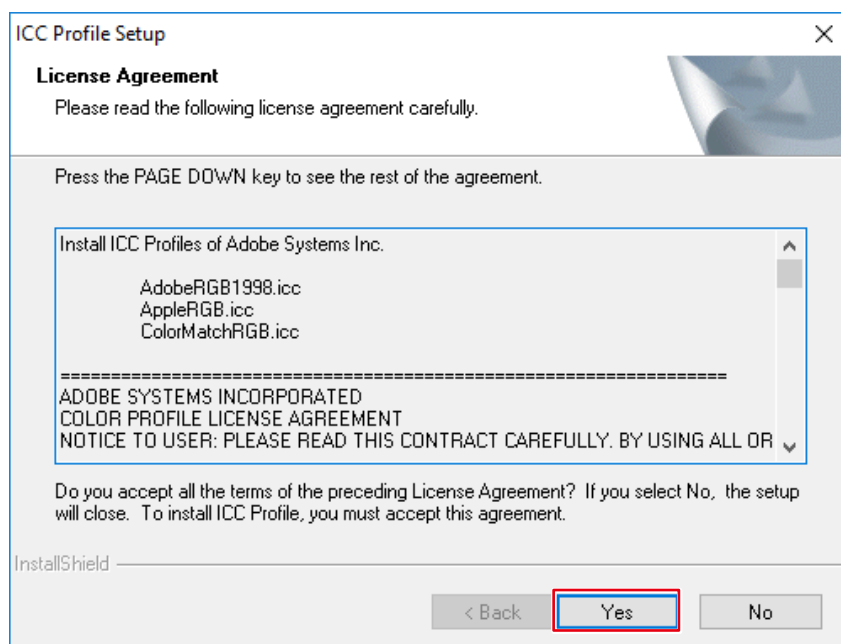 ICC Profile Setup
License Agreement
Please read the following license agreement carefully.
Press the PAGE DOWN key to see the rest of the agreement.
Install ICC Profiles of Adobe Systems Inc.
AdobeRGB1998.icc
AppleRGB.icc
ColorMatchRGB.icc
====================================================================
ADOBE SYSTEMS INCORPORATED
COLOR PROFILE LICENSE AGREEMENT
NOTICE TO USER: PLEASE READ THIS CONTRACT CAREFULLY. BY USING ALL OR
Do you accept all the terms of the preceding License Agreement? If you select No, the setup
will close. To install ICC Profile, you must accept this agreement.
InstallShield
< Back Yes No